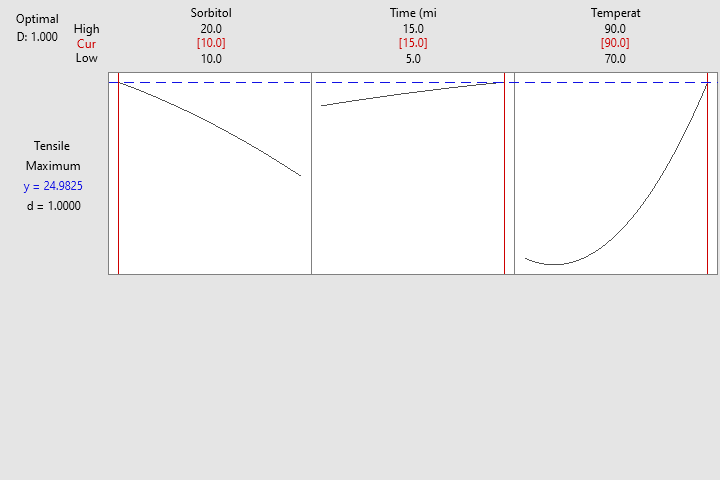 Optimal
D: 1.000
High
Cur
Low
Sorbitol
20.0
[10.0]
10.0
Time (mi
15.0
[15.0]
5.0
Temperat
90.0
[90.0]
70.0
Tensile
Maximum
y = 24.9825
d = 1.0000